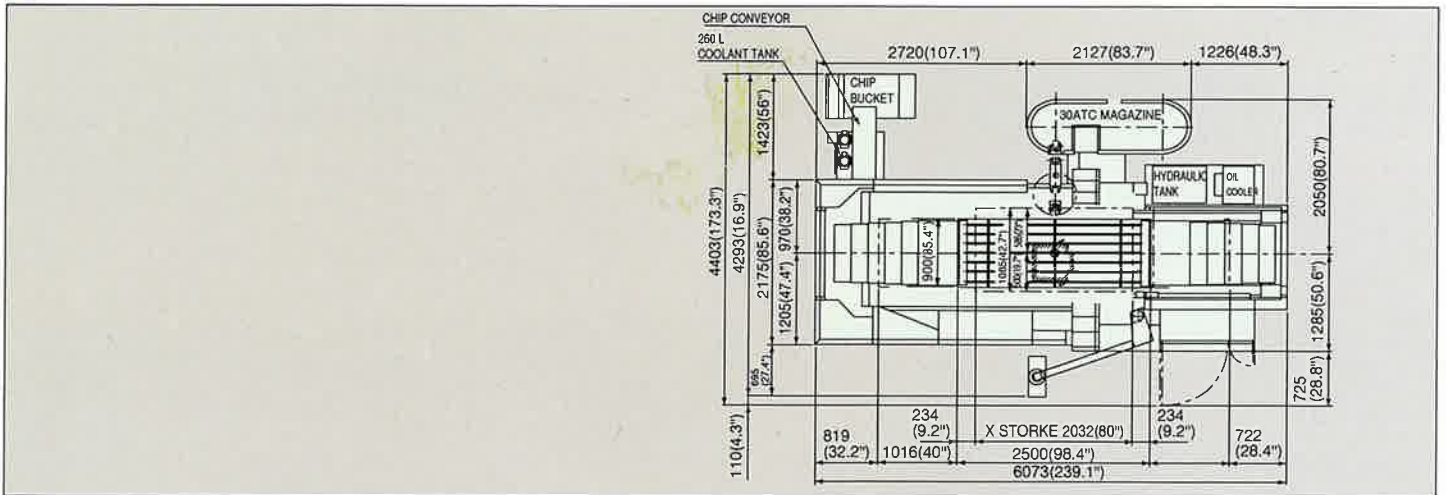 CHIP CONVEYOR
260 L
COOLANT TANK
2720(107.1")
2127(83.7")
1226(48.3")
CHIP
BUCKET
30ATC MAGAZINE
HYDRAULIC
TANK
OIL
COOLER
4403(173.3")
4293(16.9")
1423(56")
2175(85.6")
970(38.2")
1205(47.4")
695
(27.4")
110(4.3")
900(85.4")
1085(42.7")
500(19.7")
2050(80.7")
1285(50.6")
725
(28.8")
234
(9.2")
X STORKE 2032(80")
234
(9.2")
819
(32.2")
1016(40")
2500(98.4")
722
(28.4")
6073(239.1")